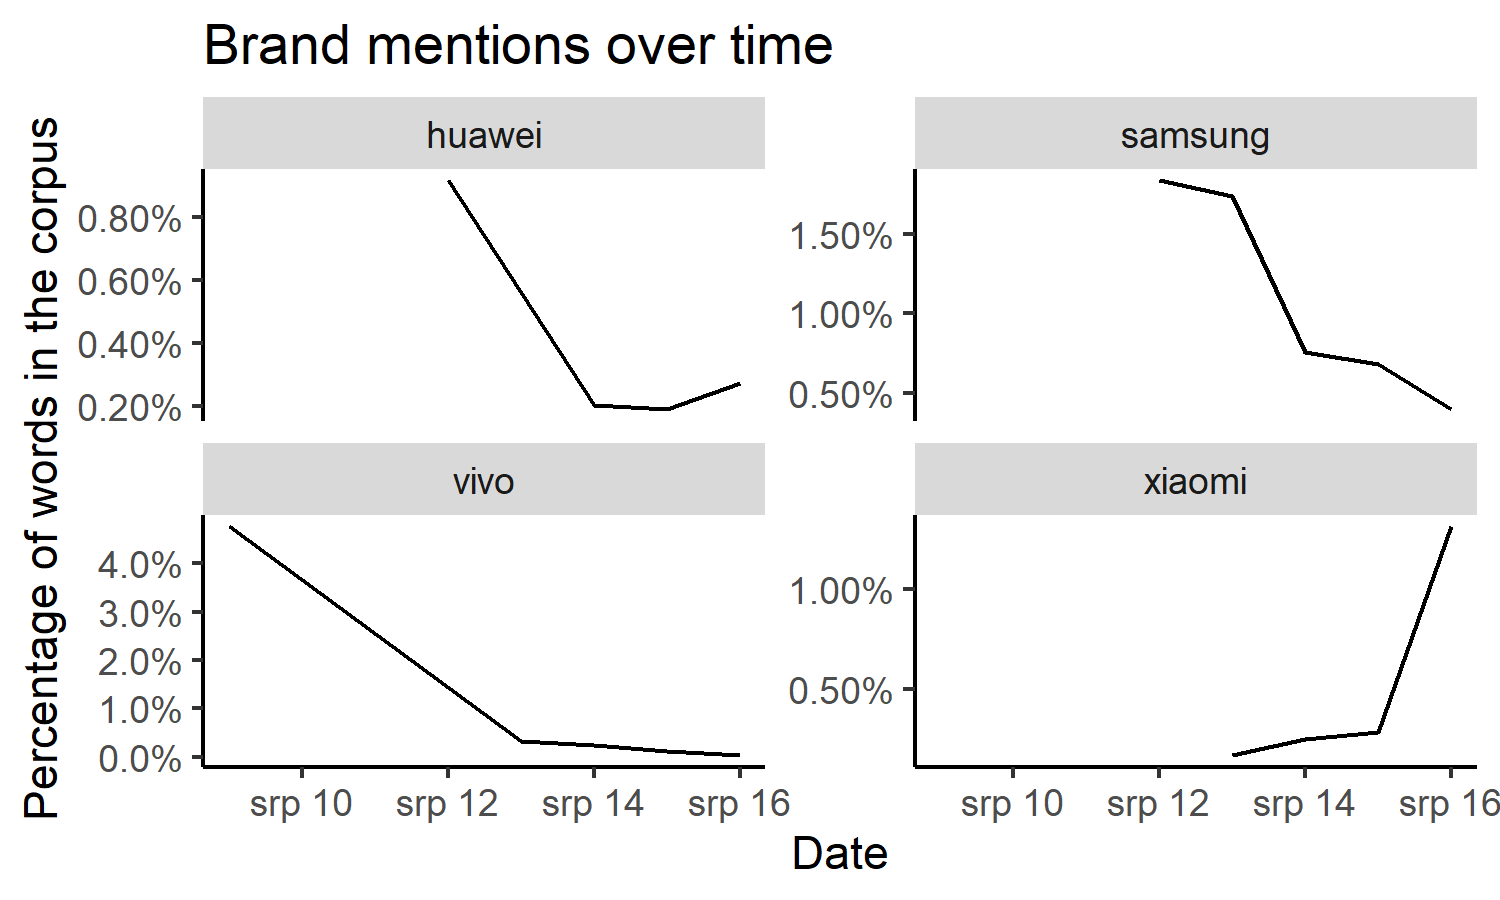 Brand mentions over time
Percentage of words in the corpus
huawei
0.80%
0.60%
0.40%
0.20%
samsung
1.50%
1.00%
0.50%
vivo
4.0%
3.0%
2.0%
1.0%
0.0%
srp 10 srp 12 srp 14 srp 16
xiaomi
1.00%
0.50%
srp 10 srp 12 srp 14 srp 16
Date